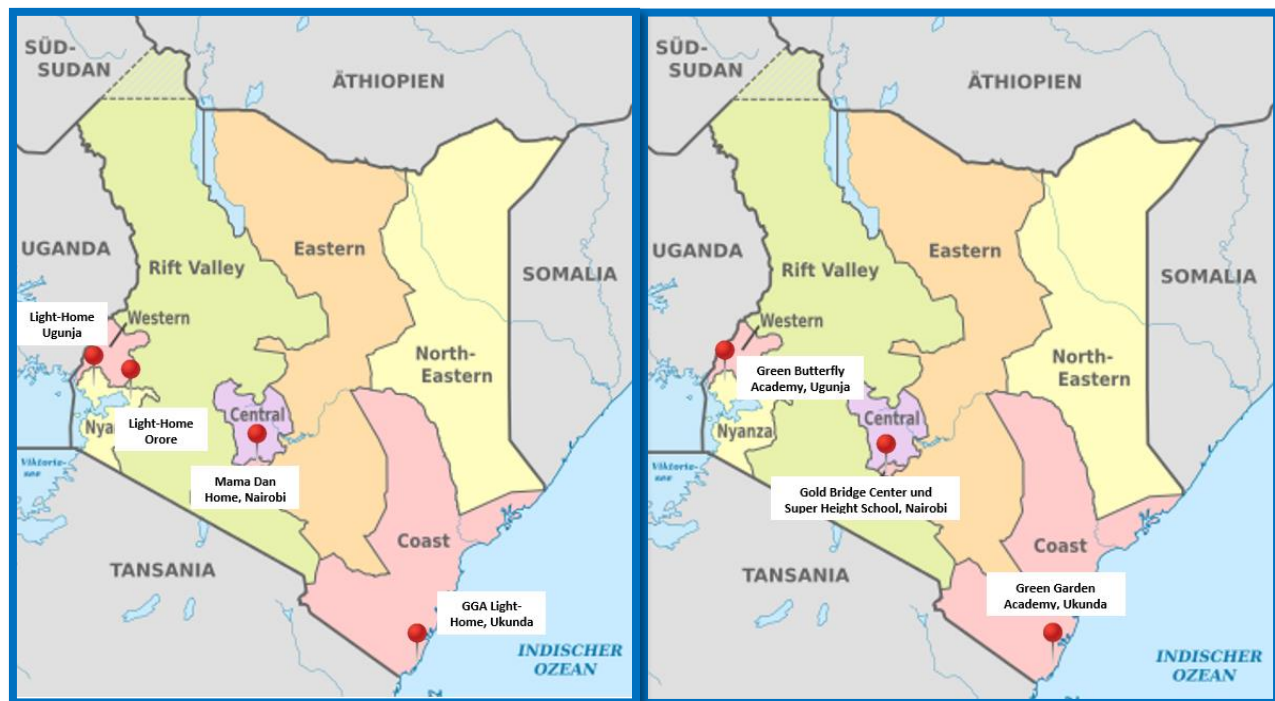 SÜD-
SUDAN
ÄTHIOPIEN
UGANDA
Rift Valley
Eastern
SOMALIA
Light-Home
Ugunja
Western
North-
Eastern
Nya
Light-Home
Orore
Central
Viktoria-
see
Mama Dan
Home, Nairobi
Coast
TANSANIA
GGA Light-
Home, Ukunda
INDISCHER
OZEAN
SÜD-
SUDAN
ÄTHIOPIEN
UGANDA
Rift Valley
Eastern
SOMALIA
Western
North-
Eastern
Green Butterfly
Academy, Ugunja
Nyanza
Central
Viktoria-
see
Gold Bridge Center und
Super Height School, Nairobi
Coast
TANSANIA
Green Garden
Academy, Ukunda
INDISCHER
OZEAN